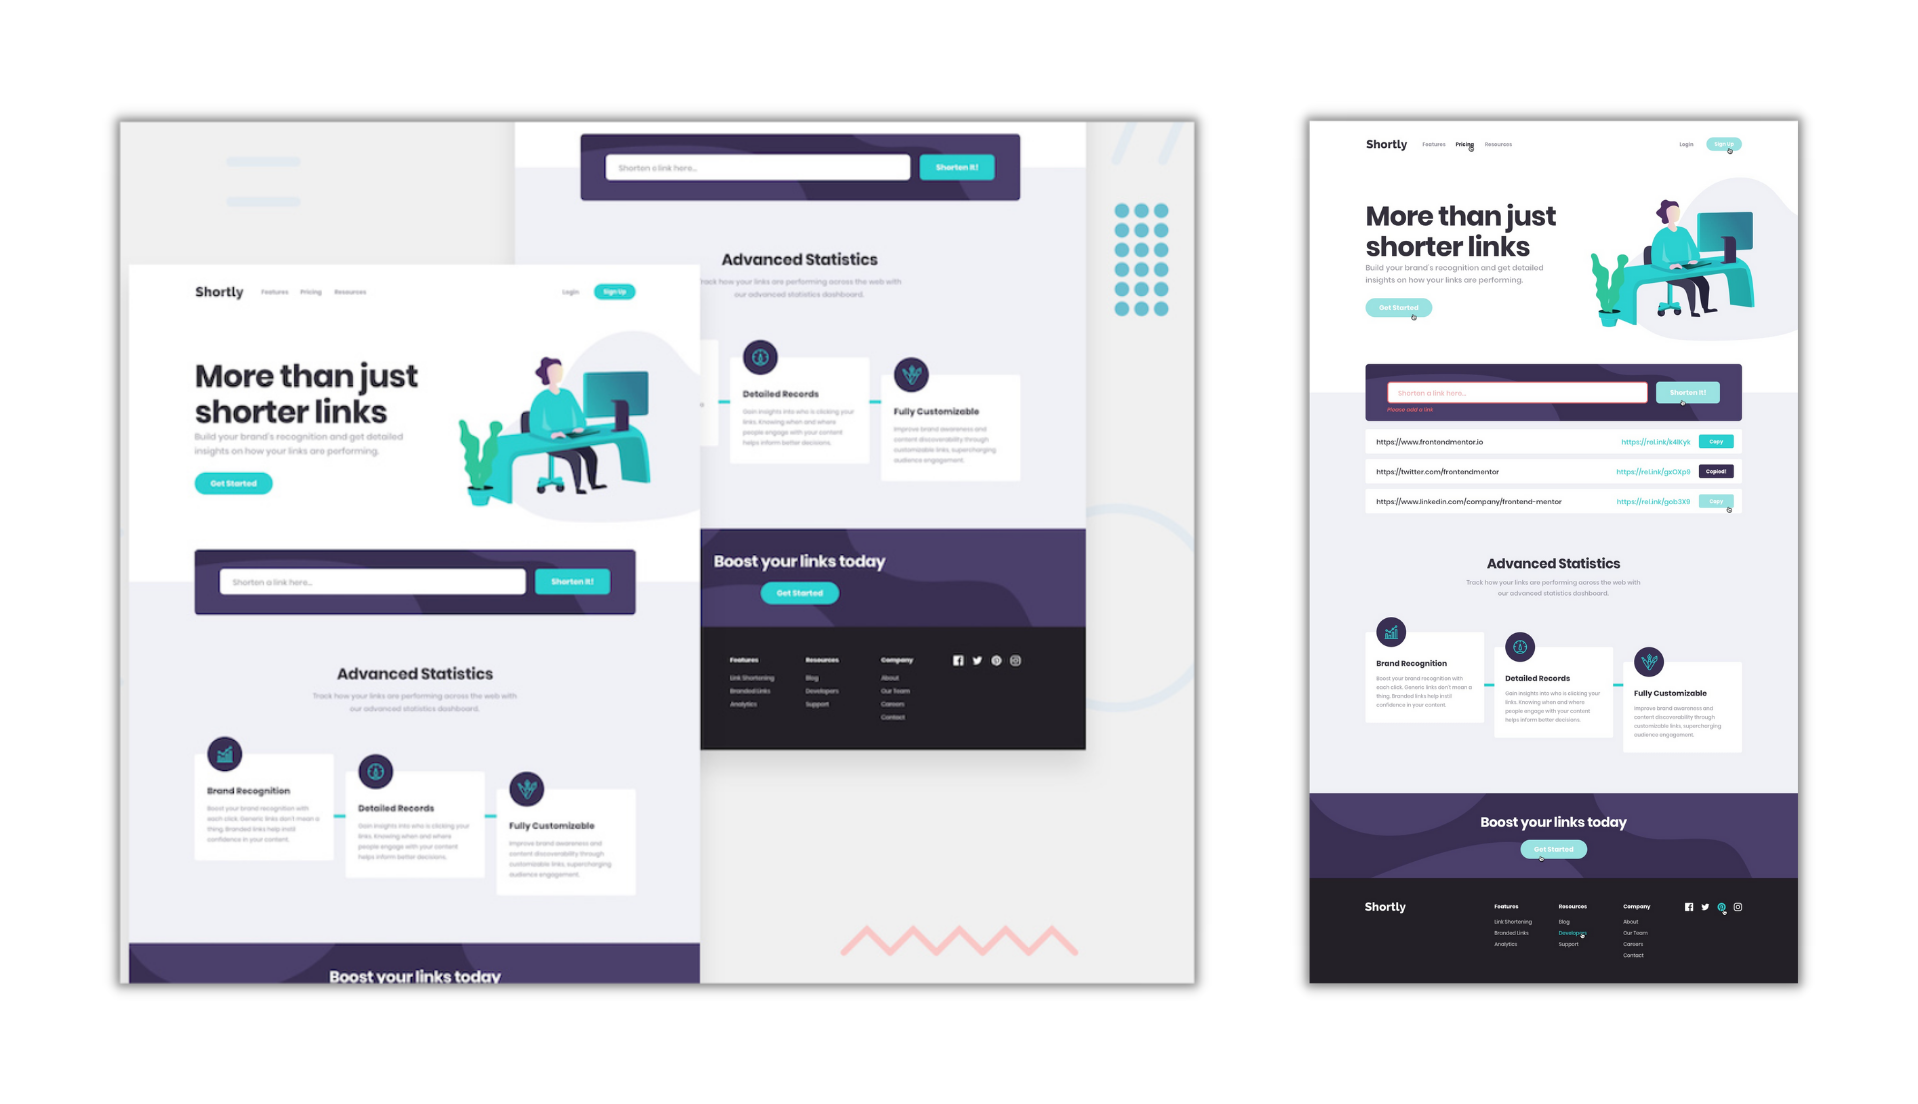 Shorten a link here...
Shorten It!
Advanced Statistics
Track how your links are performing across the web with
our advanced statistics dashboard.
Detailed Records
Gain insights into who is clicking your
links. Knowing when and where
people engage with your content
helps inform better decisions.
Fully Customizable
Improve brand awareness and
content discoverability through
customizable links, supercharging
audience engagement.
Boost your links today
Get Started
Features
Link Shortening
Branded Links
Analytics
Resources
Blog
Developers
Support
Company
About
Our Team
Careers
Contact
Shortly
Features
Pricing
Resources
Login
Sign Up
More than just
shorter links
Build your brand's recognition and get detailed
insights on how your links are performing.
Get Started
Shorten a link here...
Shorten It!
Advanced Statistics
Track how your links are performing across the web with
our advanced statistics dashboard.
Brand Recognition
Boost your brand recognition with
each click. Generic links don't mean a
thing. Branded links help instil
confidence in your content.
Detailed Records
Gain insights into who is clicking your
links. Knowing when and where
people engage with your content
helps inform better decisions.
Fully Customizable
Improve brand awareness and
content discoverability through
customizable links, supercharging
audience engagement.
Boost your links today
Shortly
Features
Pricing
Resources
Login
Sign Up
More than just
shorter links
Build your brand's recognition and get detailed
insights on how your links are performing.
Get Started
Shorten a link here...
Shorten It!
Please add a link
https://www.frontendmentor.io
https://rel.ink/k4lKyk
Copy
https://twitter.com/frontendmentor
https://rel.ink/gxOXp9
Copied!
https://www.linkedin.com/company/frontend-mentor
https://rel.ink/gob3X9
Copy
Advanced Statistics
Track how your links are performing across the web with
our advanced statistics dashboard.
Brand Recognition
Boost your brand recognition with
each click. Generic links don't mean a
thing. Branded links help instil
confidence in your content.
Detailed Records
Gain insights into who is clicking your
links. Knowing when and where
people engage with your content
helps inform better decisions.
Fully Customizable
Improve brand awareness and
content discoverability through
customizable links, supercharging
audience engagement.
Boost your links today
Get Started
Shortly
Features
Link Shortening
Branded Links
Analytics
Resources
Blog
Developers
Support
Company
About
Our Team
Careers
Contact